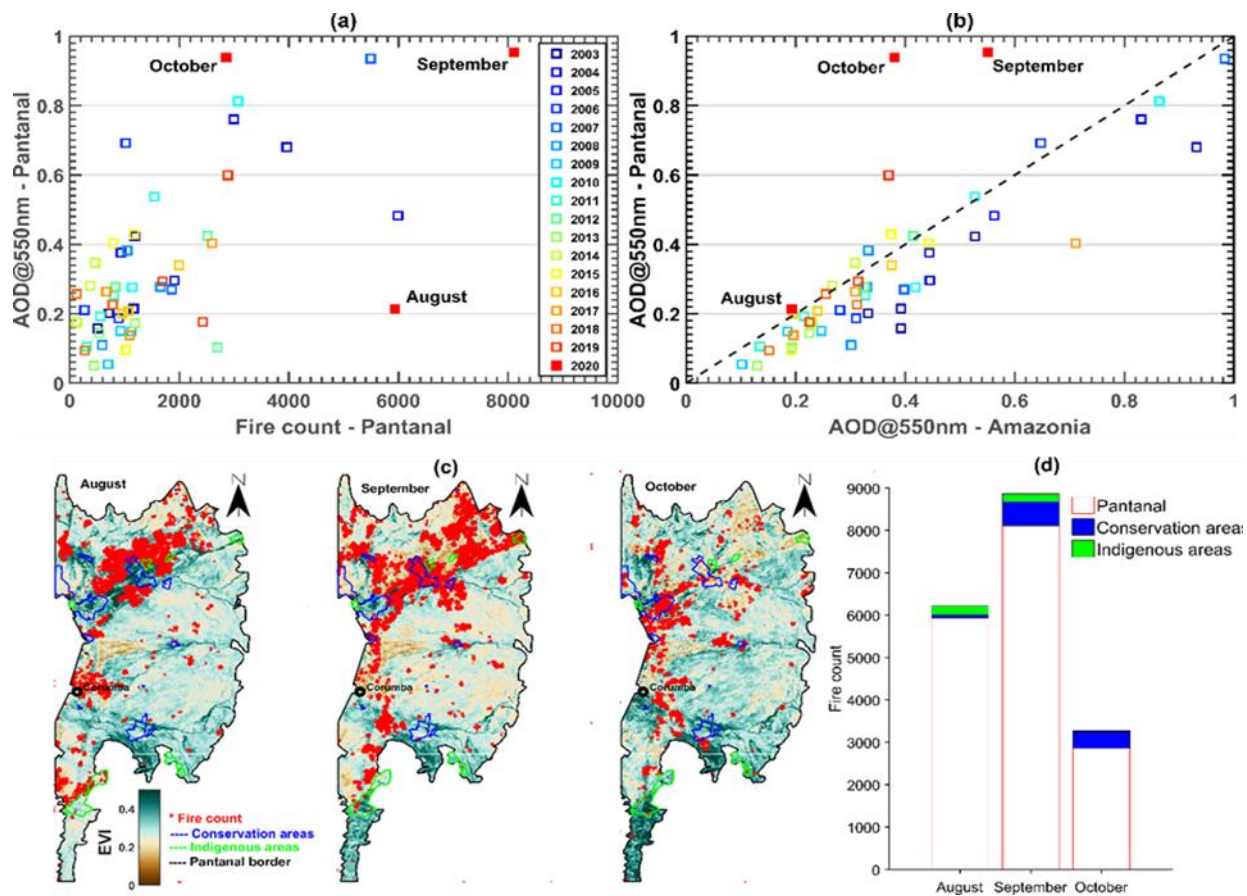 (a)
AOD@550nm - Pantanal
1
0.8
0.6
0.4
0.2
0
October
September
August
2003
2004
2005
2006
2007
2008
2009
2010
2011
2012
2013
2014
2015
2016
2017
2018
2019
2020
0 2000 4000 6000 8000 10000
Fire count - Pantanal
(b)
AOD@550nm - Pantanal
1
0.8
0.6
0.4
0.2
0
October
September
August
0 0.2 0.4 0.6 0.8 1
AOD@550nm - Amazonia
(c)
August
N
Corumba
EVI
0.4
0.2
0
* Fire count
---- Conservation areas
---- Indigenous areas
---- Pantanal border
September
N
Corumba
October
N
Corumba
(d)
Fire count
9000
8000
7000
6000
5000
4000
3000
2000
1000
0
Pantanal
Conservation areas
Indigenous areas
August September October